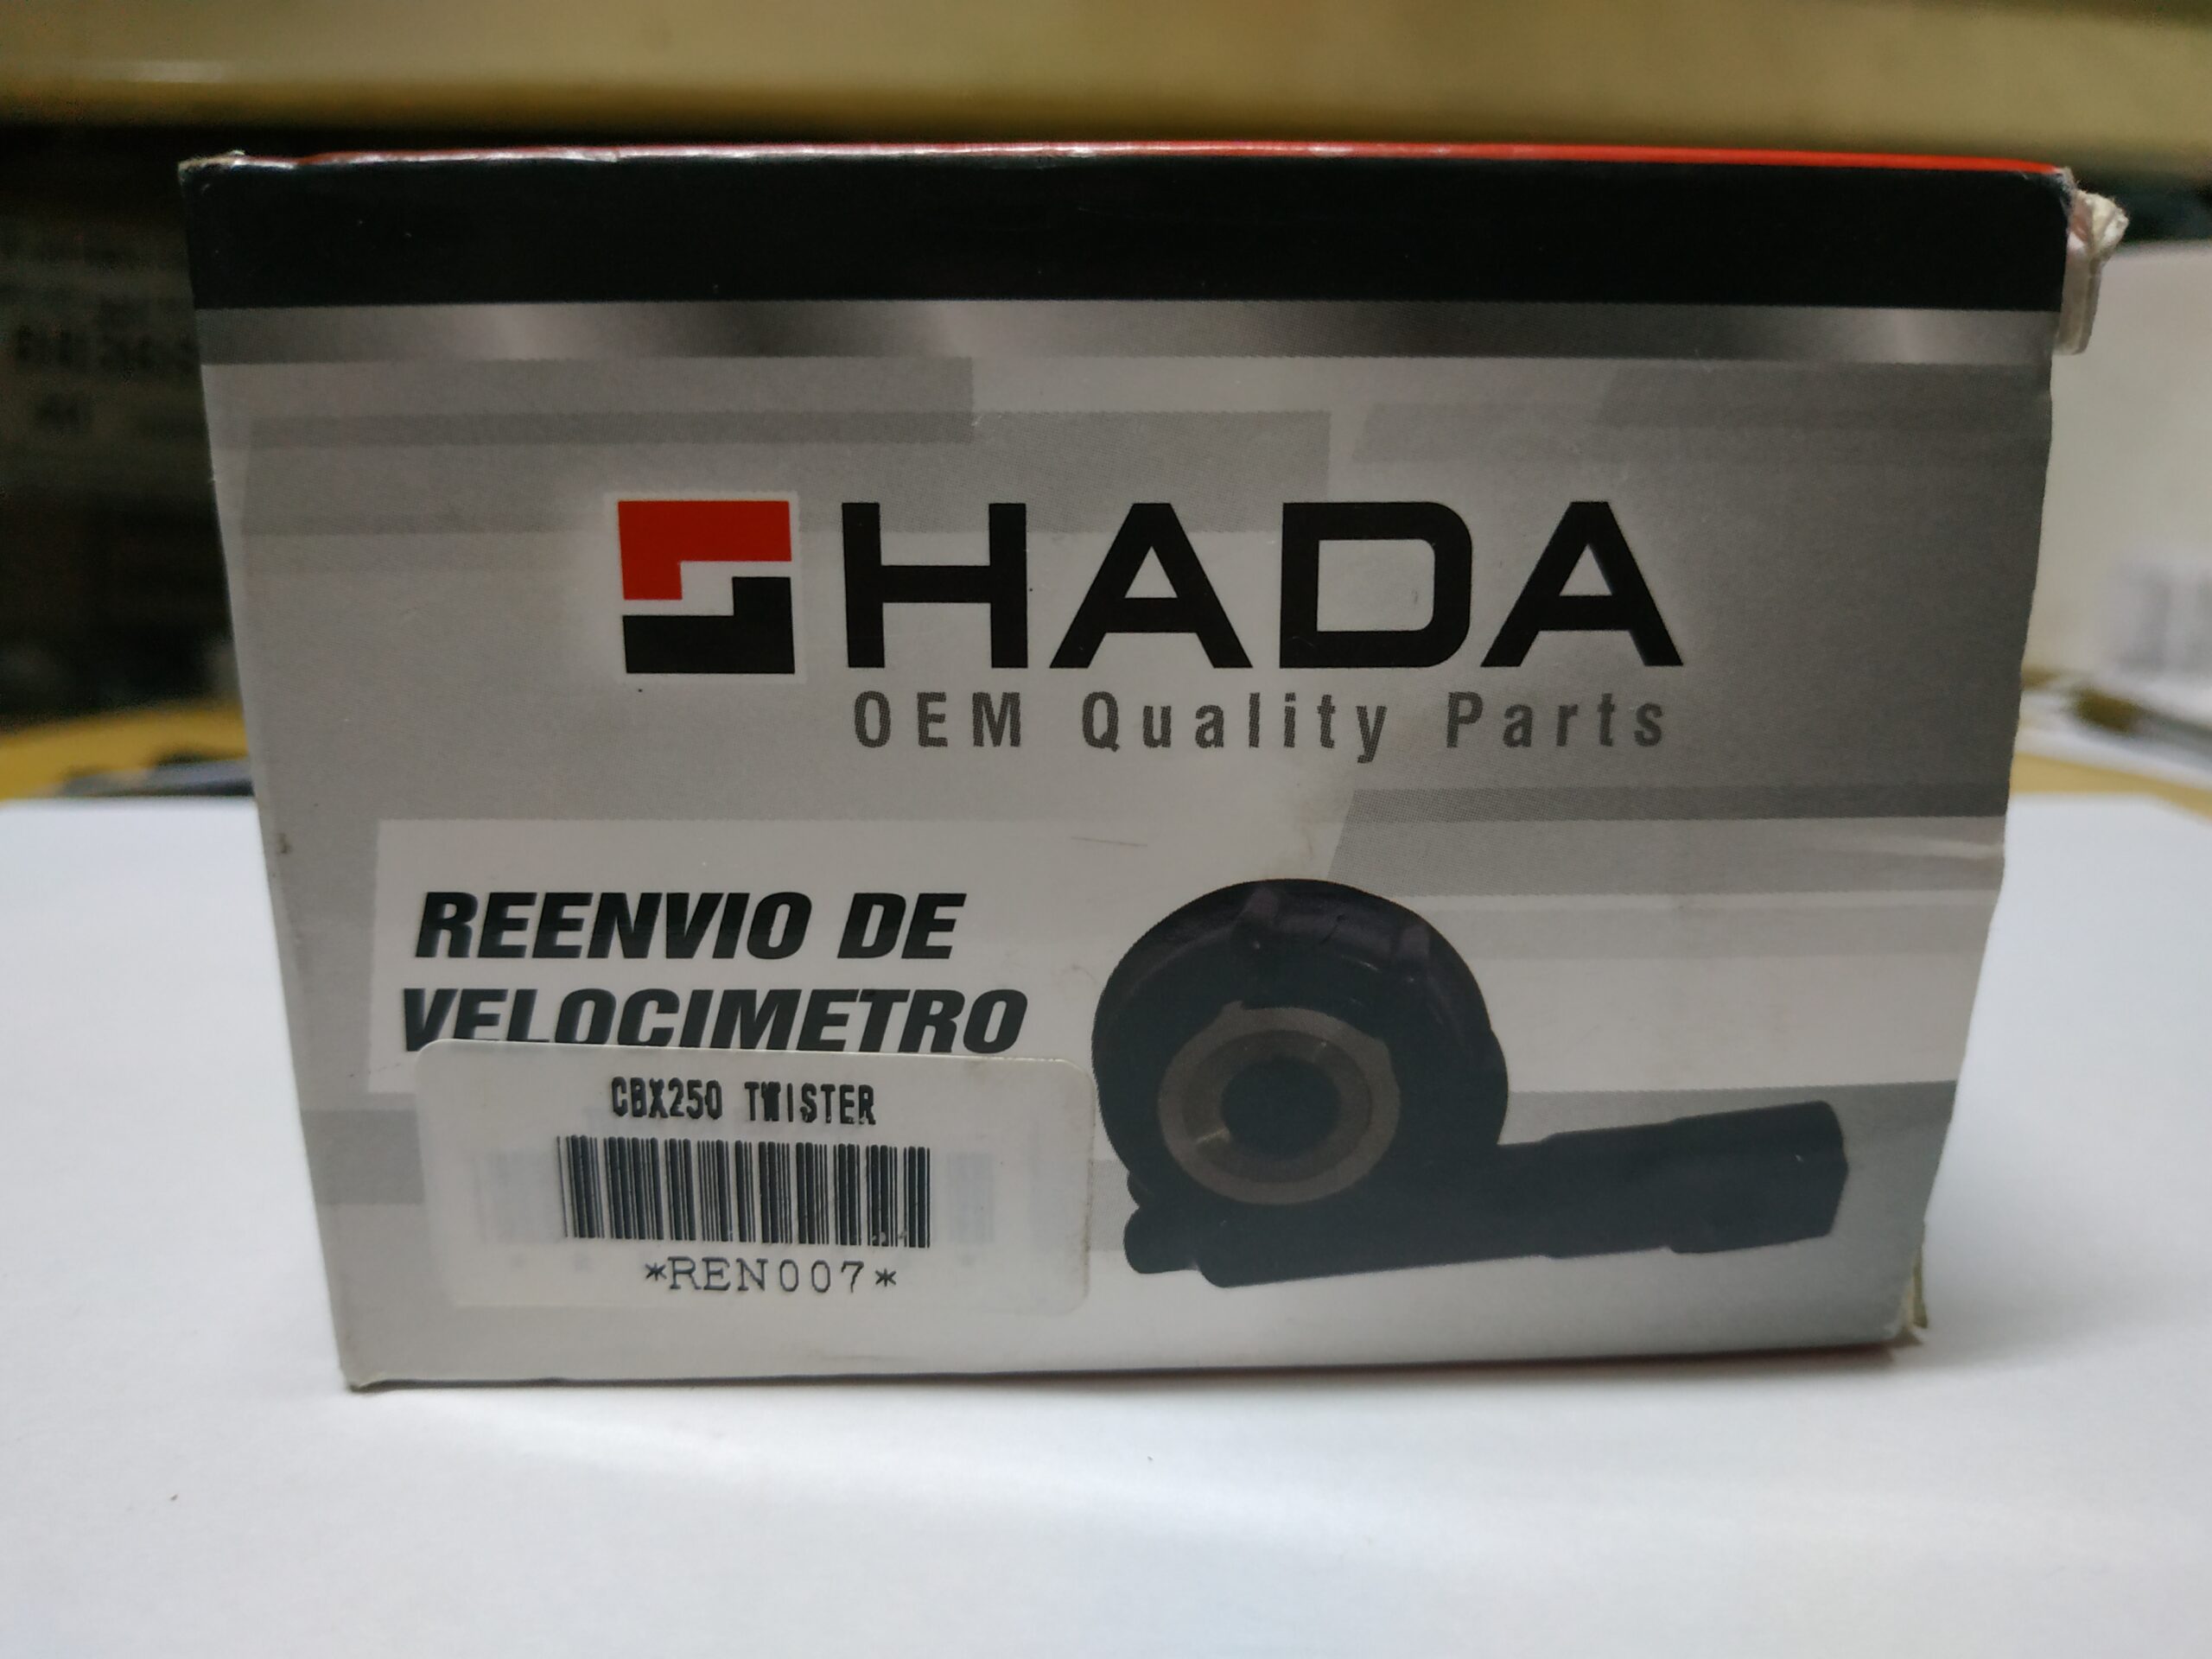 HADA
OEM Quality Parts
REENVIO DE
VELOCIMETRO
CBX250 TWISTER
*REN007*